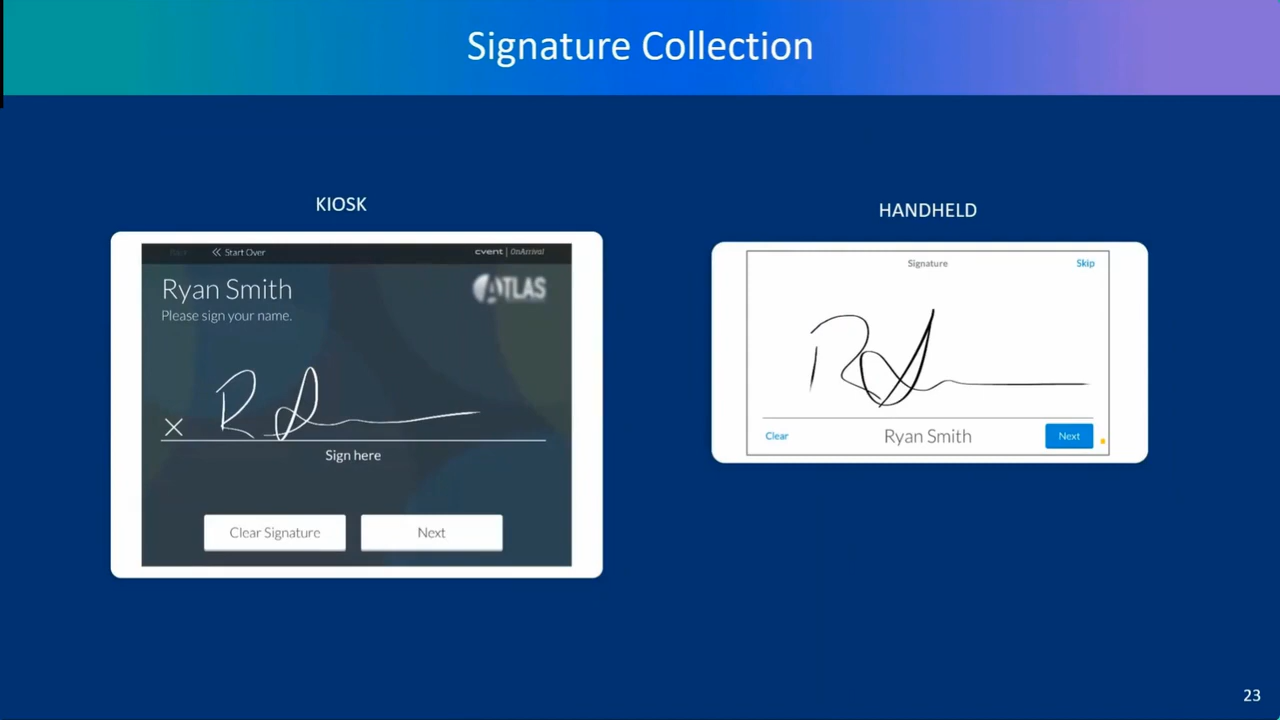 Signature Collection
KIOSK
Start Over
cvent | OnArrival
Ryan Smith
ATLAS
Please sign your name.
Sign here
Clear Signature
Next
HANDHELD
Signature
Skip
Clear
Ryan Smith
Next
23